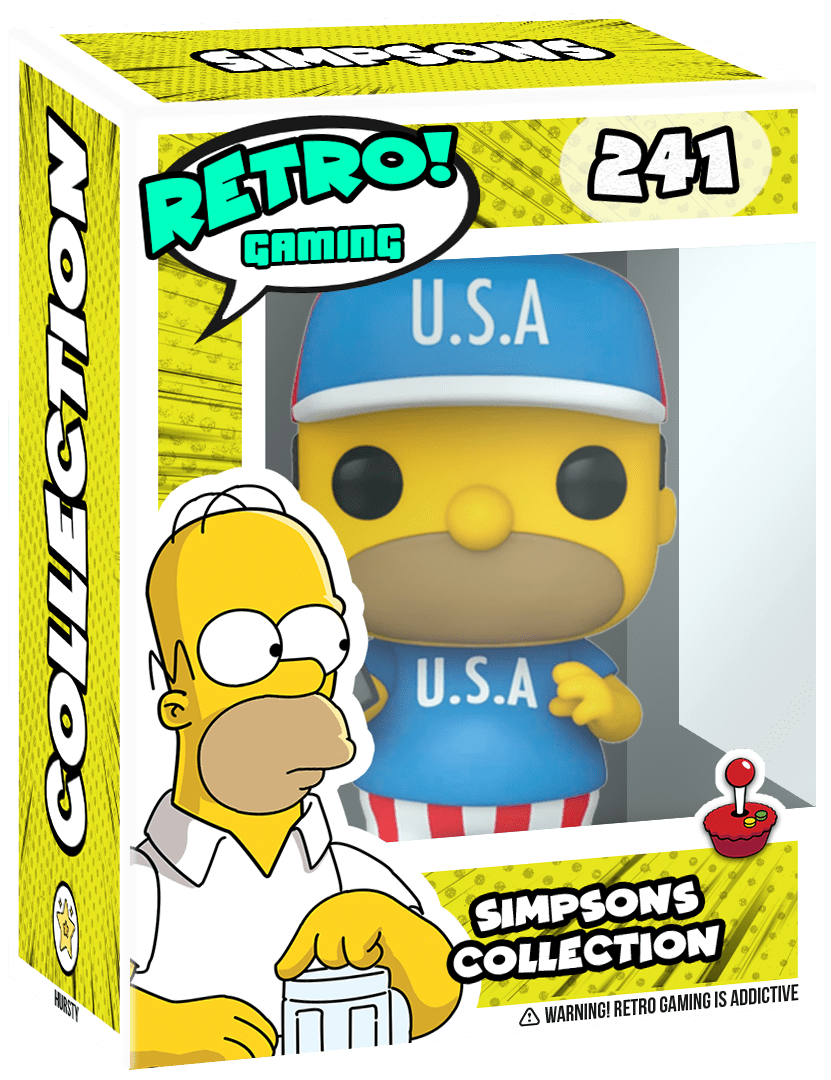 SIMPSONS
COLLECTION
RETRO!
GAMING
241
U.S.A
U.S.A
SIMPSONS
COLLECTION
WARNING! RETRO GAMING IS ADDICTIVE
HURSTY